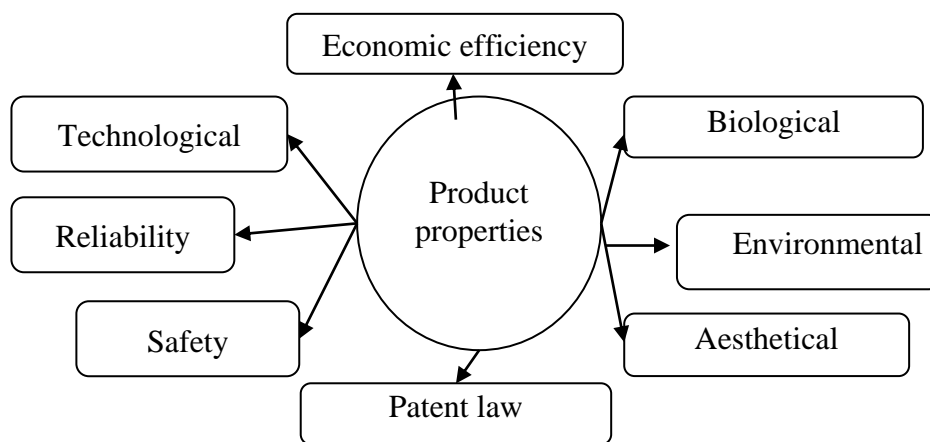 Economic efficiency
Technological
Biological
Product
properties
Reliability
Environmental
Safety
Aesthetical
Patent law